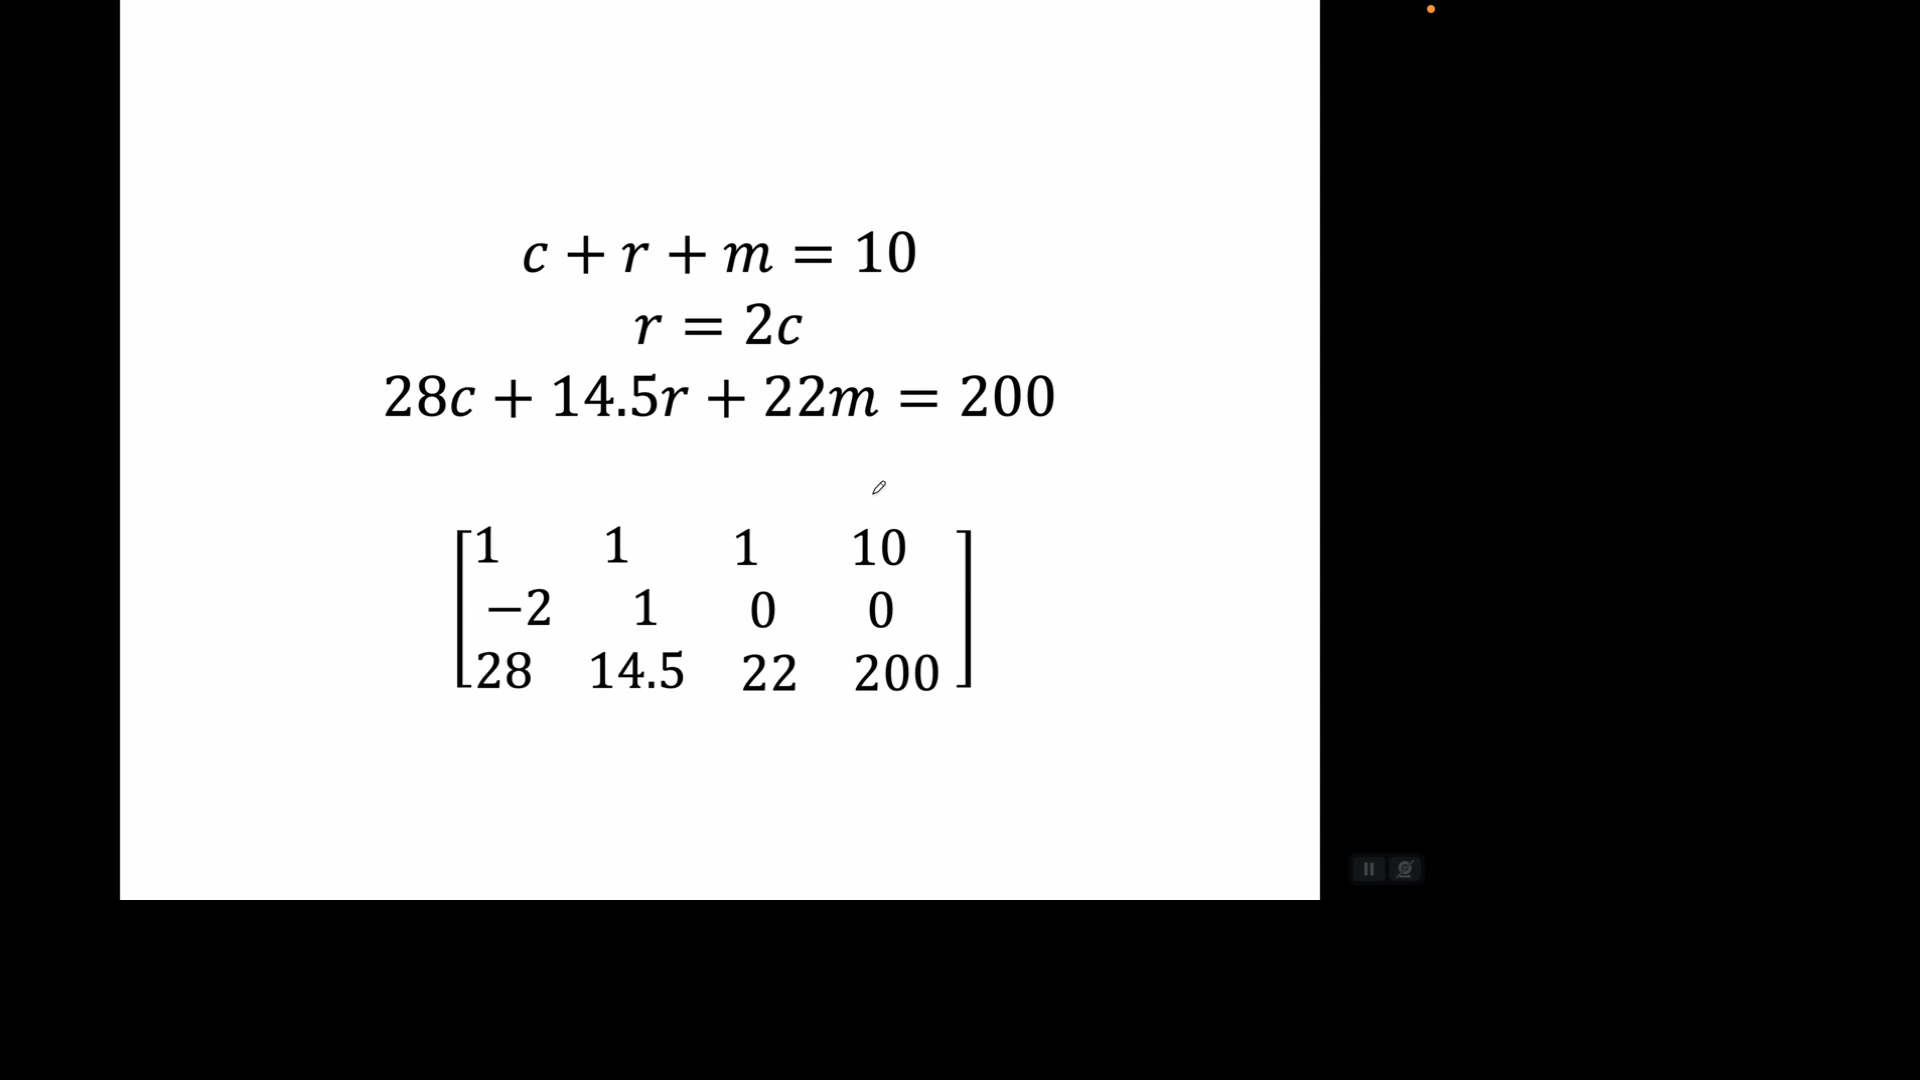 c + r + m = 10
r = 2c
28c + 14.5r + 22m = 200
1 1 1 10
−2 1 0 0
28 14.5 22 200